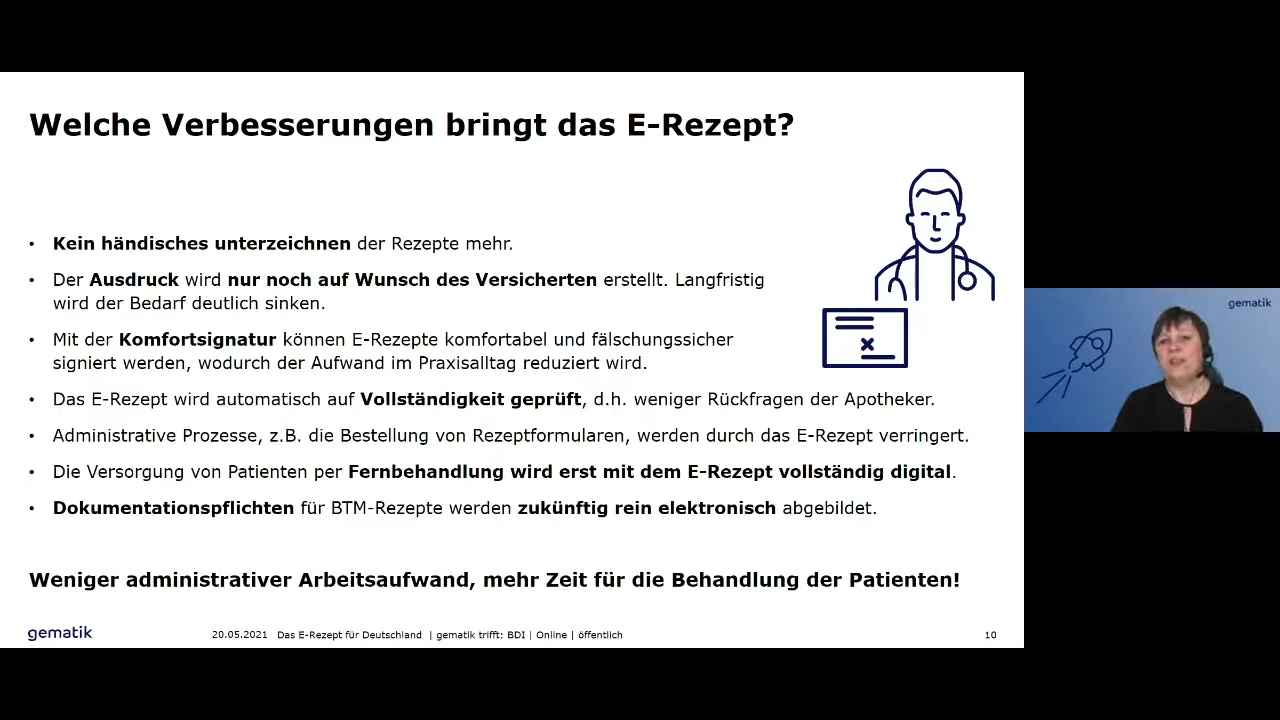 Welche Verbesserungen bringt das E-Rezept?
• Kein händisches unterzeichnen der Rezepte mehr.
• Der Ausdruck wird nur noch auf Wunsch des Versicherten erstellt. Langfristig
wird der Bedarf deutlich sinken.
• Mit der Komfortsignatur können E-Rezepte komfortabel und fälschungssicher
signiert werden, wodurch der Aufwand im Praxisalltag reduziert wird.
• Das E-Rezept wird automatisch auf Vollständigkeit geprüft, d.h. weniger Rückfragen der Apotheker.
• Administrative Prozesse, z.B. die Bestellung von Rezeptformularen, werden durch das E-Rezept verringert.
• Die Versorgung von Patienten per Fernbehandlung wird erst mit dem E-Rezept vollständig digital.
• Dokumentationspflichten für BTM-Rezepte werden zukünftig rein elektronisch abgebildet.
Weniger administrativer Arbeitsaufwand, mehr Zeit für die Behandlung der Patienten!
gematik 20.05.2021 Das E-Rezept für Deutschland | gematik trifft: BDI | Online | öffentlich 10
gematik